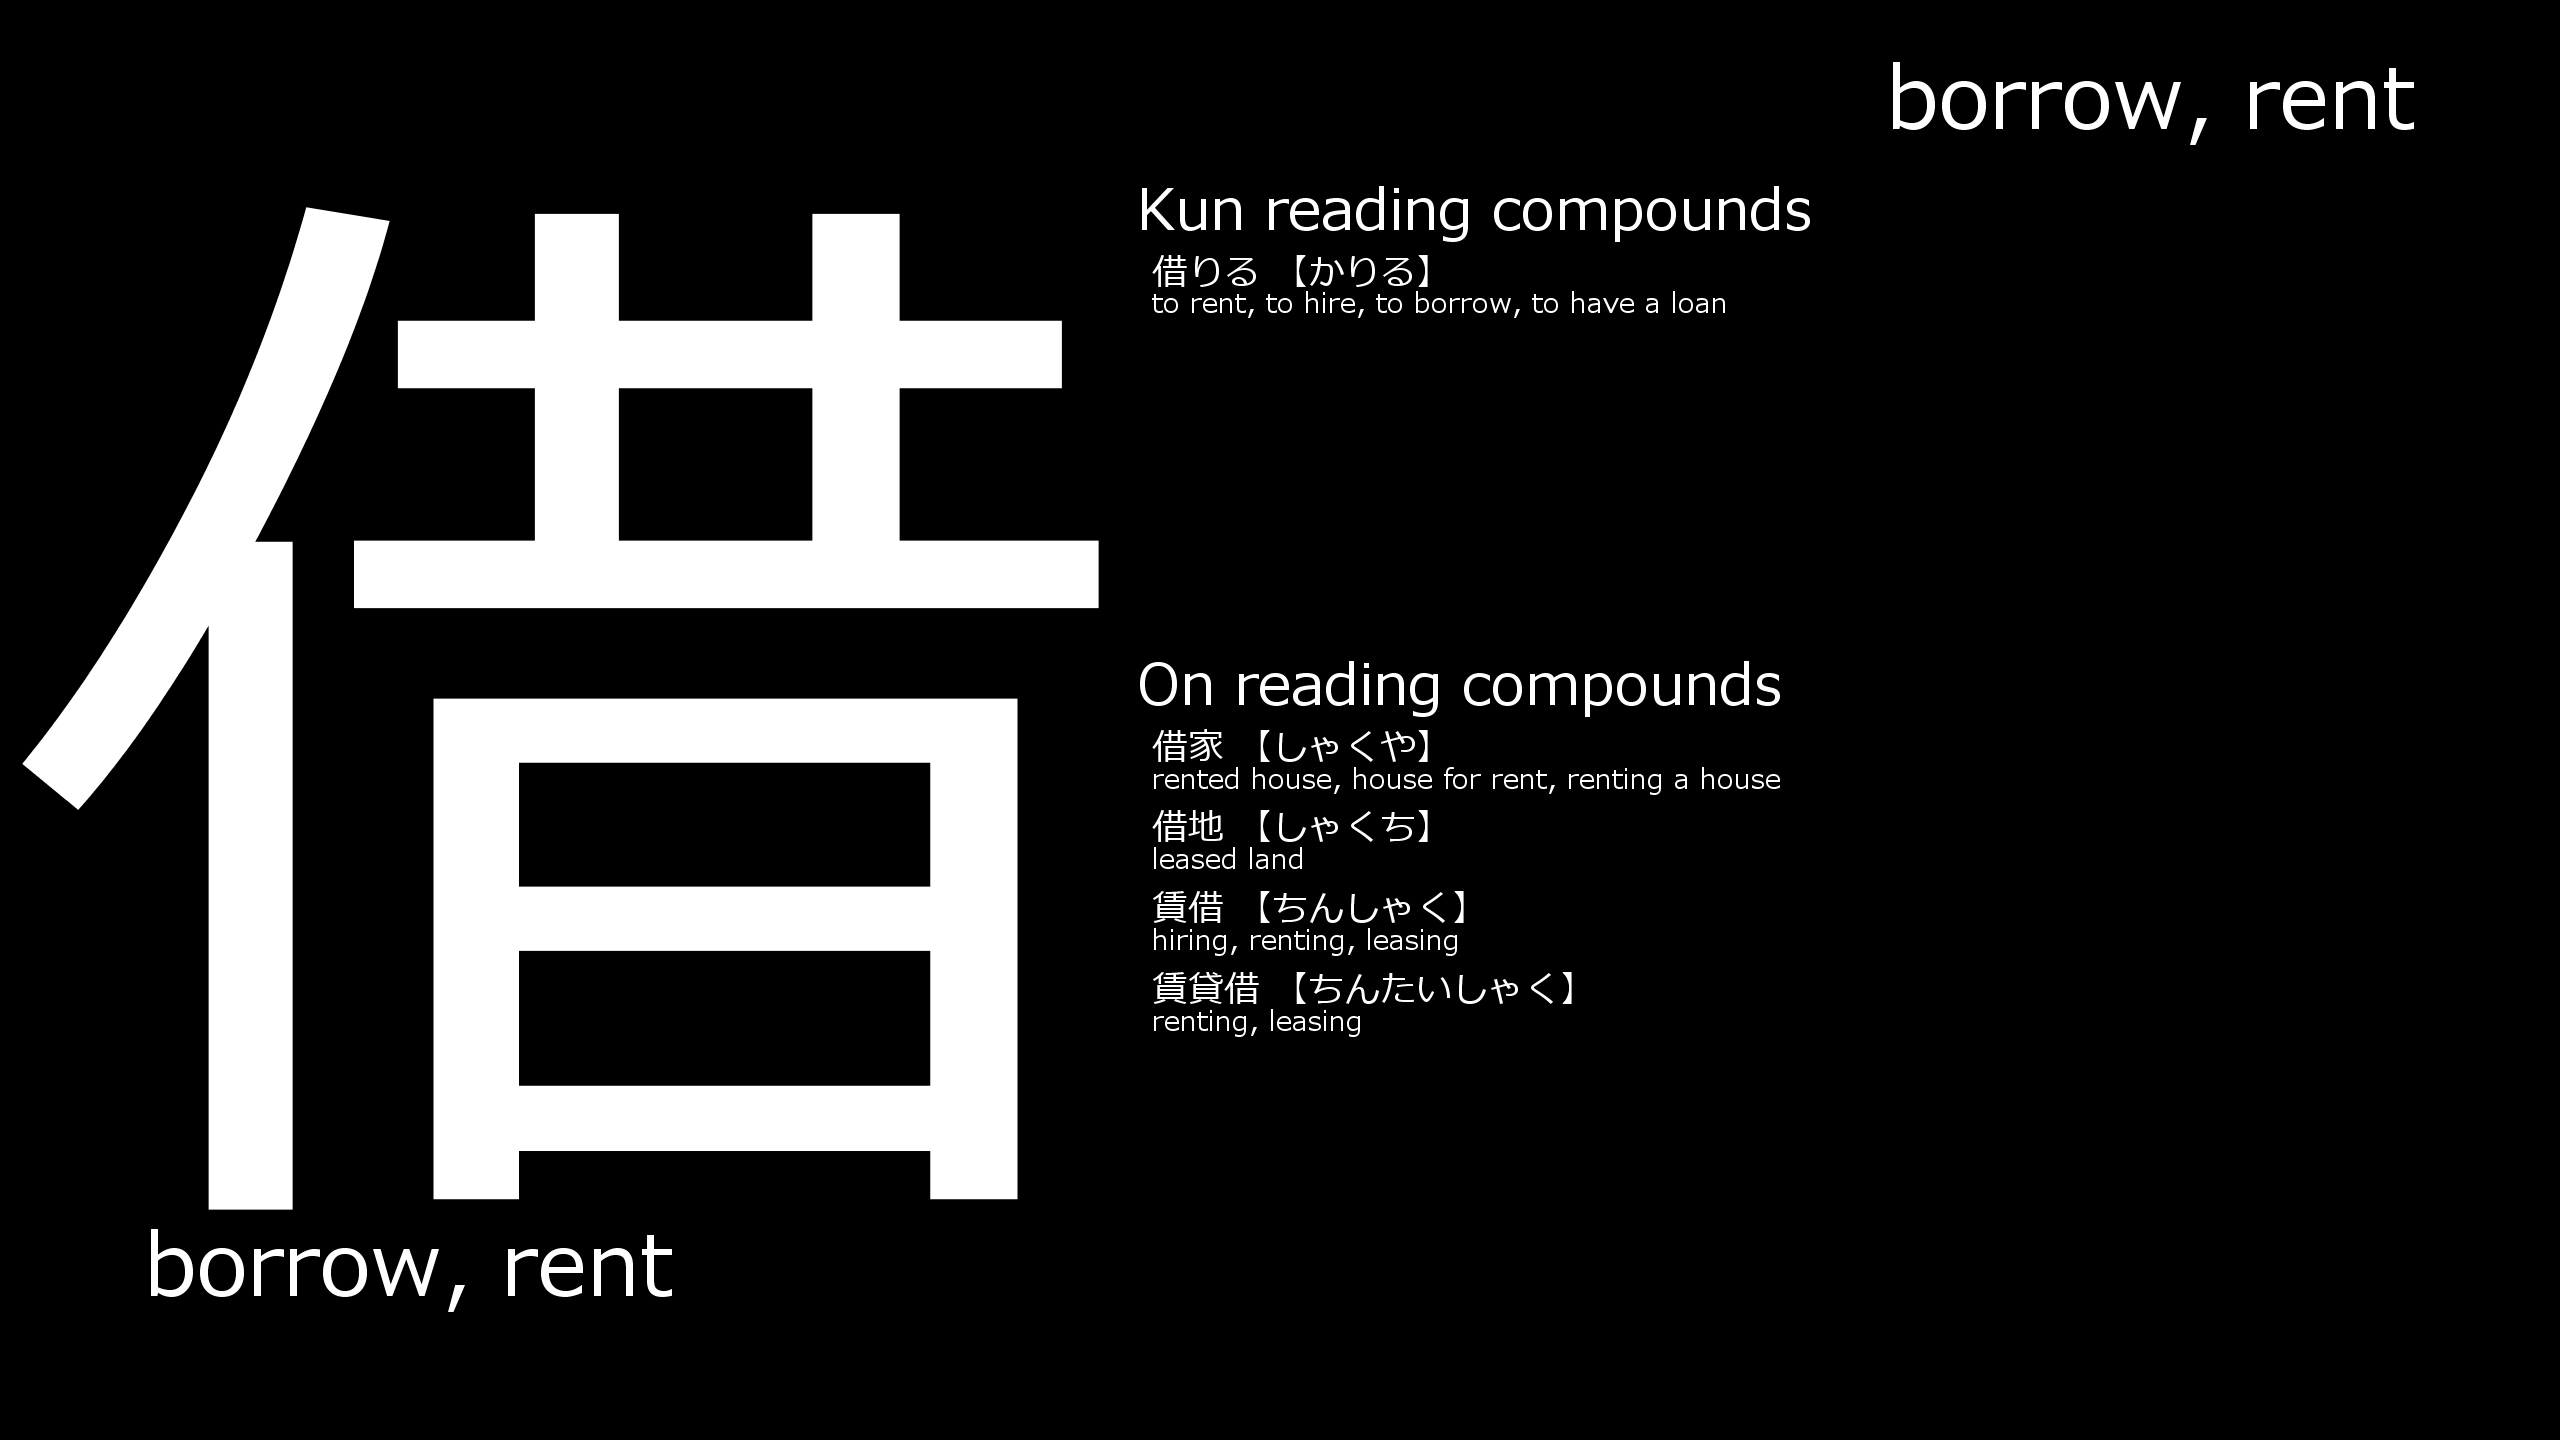 borrow, rent
借
Kun reading compounds
借りる 【かりる】
to rent, to hire, to borrow, to have a loan
On reading compounds
借家 【しゃくや】
rented house, house for rent, renting a house
借地 【しゃくち】
leased land
賃借 【ちんしゃく】
hiring, renting, leasing
賃貸借 【ちんたいしゃく】
renting, leasing
borrow, rent